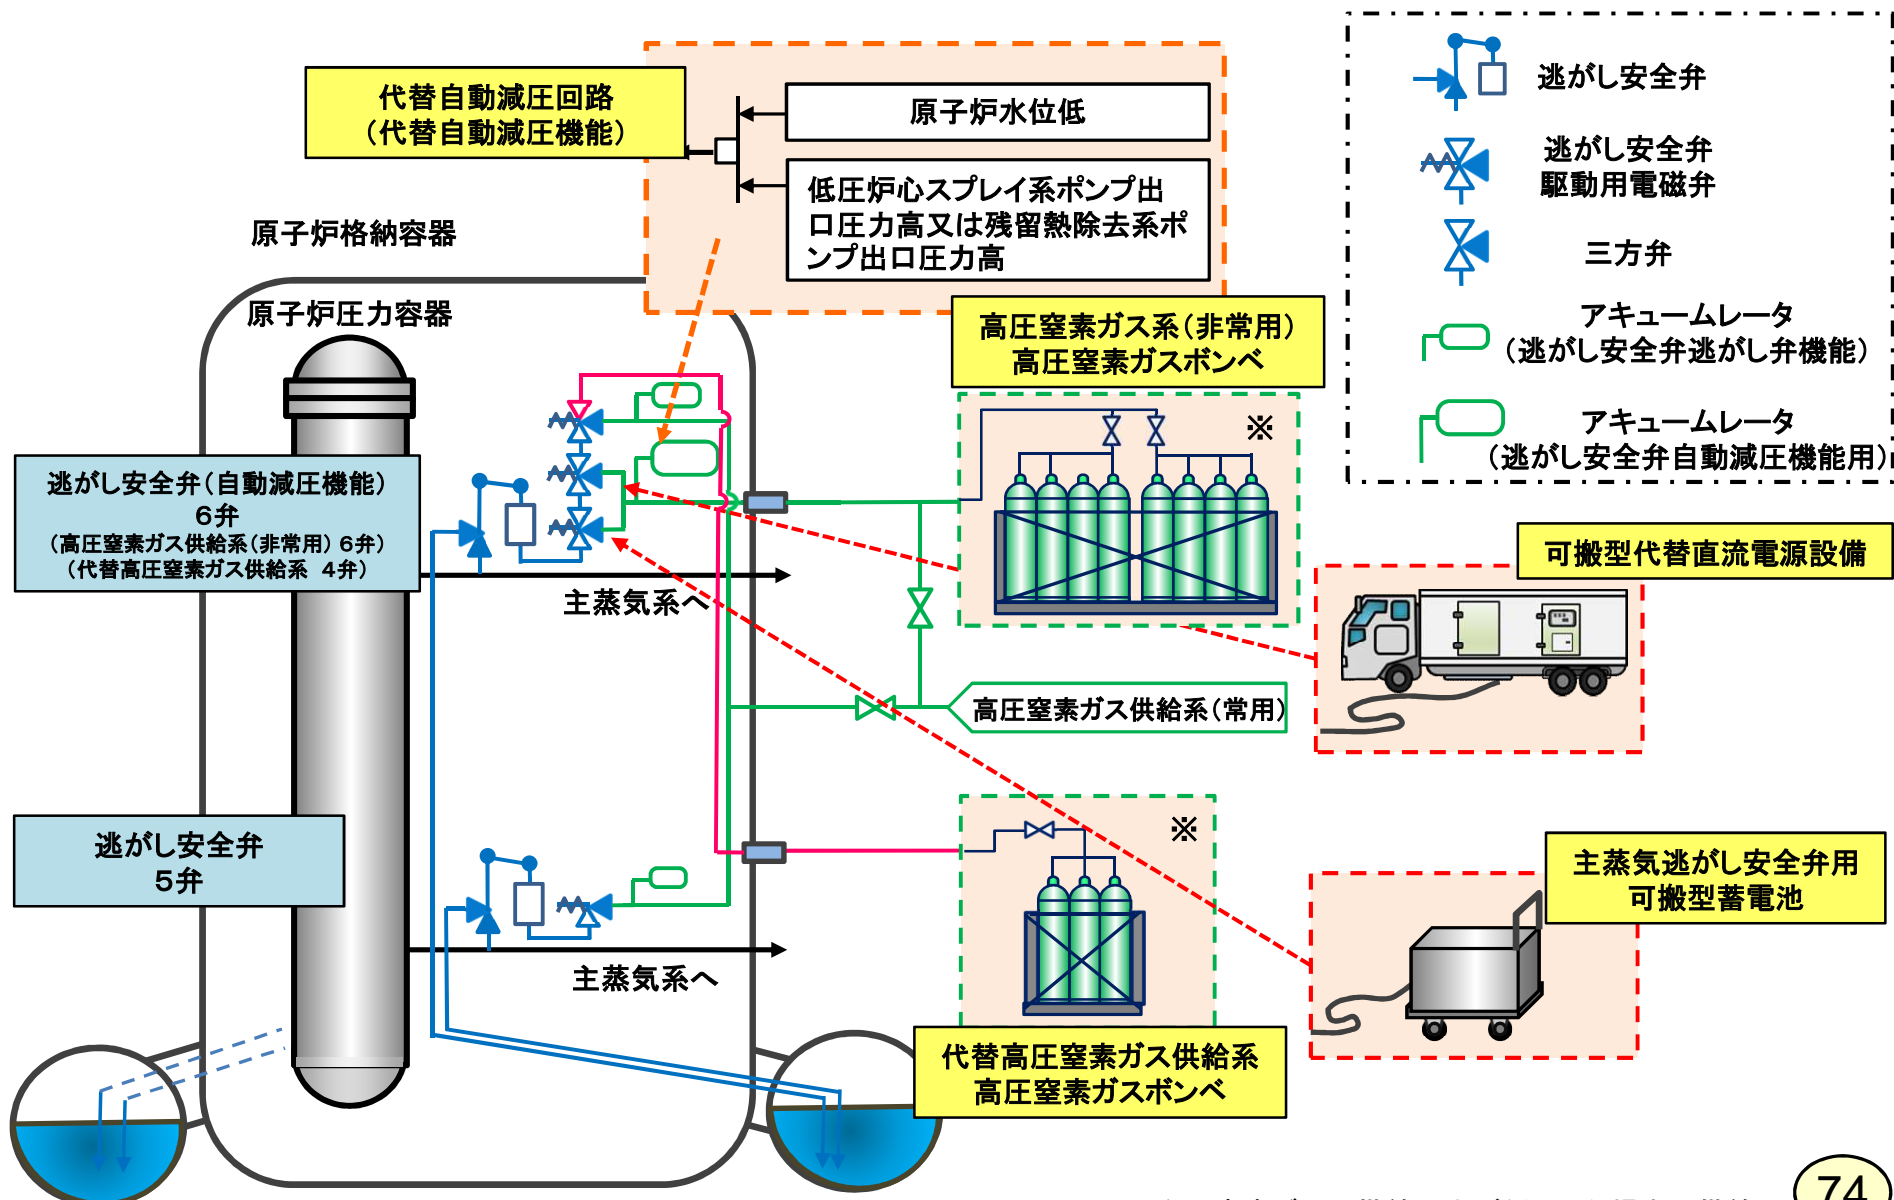 代替自動減圧回路
（代替自動減圧機能）
原子炉水位低
低圧炉心スプレイ系ポンプ出
口圧力高又は残留熱除去系ポ
ンプ出口圧力高
逃がし安全弁
逃がし安全弁
駆動用電磁弁
三方弁
アキュームレータ
（逃がし安全弁逃がし弁機能）
アキュームレータ
（逃がし安全弁自動減圧機能用）
原子炉格納容器
原子炉圧力容器
高圧窒素ガス系（非常用）
高圧窒素ガスボンベ
※
逃がし安全弁（自動減圧機能）
６弁
（高圧窒素ガス供給系（非常用） ６弁）
（代替高圧窒素ガス供給系 ４弁）
主蒸気系へ
可搬型代替直流電源設備
高圧窒素ガス供給系（常用）
逃がし安全弁
５弁
※
主蒸気系へ
主蒸気逃がし安全弁用
可搬型蓄電池
代替高圧窒素ガス供給系
高圧窒素ガスボンベ
74